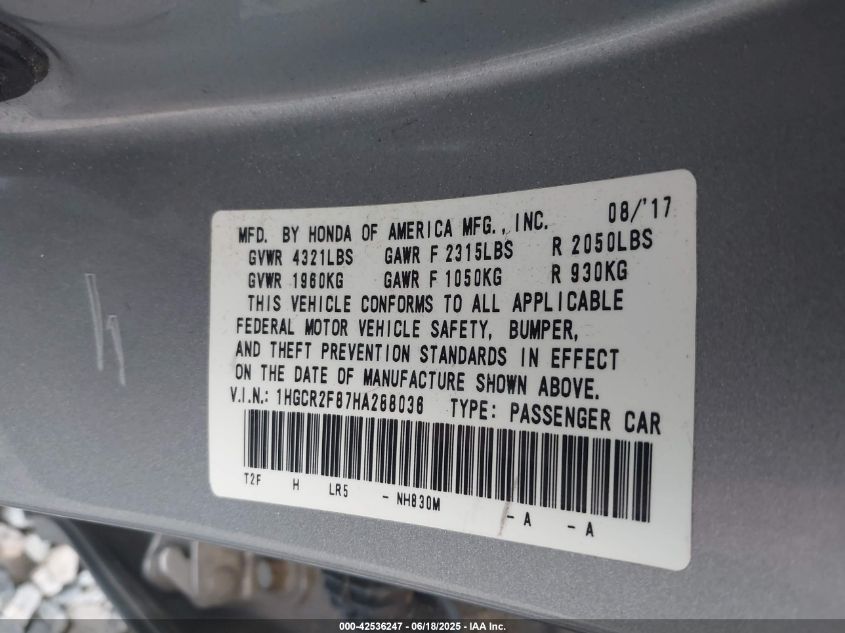 MFD. BY HONDA OF AMERICA MFG., INC. 08/'17
GVWR 4321LBS GAWR F 2315LBS R 2050LBS
GVWR 1960KG GAWR F 1050KG R 930KG
THIS VEHICLE CONFORMS TO ALL APPLICABLE
FEDERAL MOTOR VEHICLE SAFETY, BUMPER,
AND THEFT PREVENTION STANDARDS IN EFFECT
ON THE DATE OF MANUFACTURE SHOWN ABOVE.
V.I.N.: 1HGCR2F87HA268036 TYPE: PASSENGER CAR
T2F H LR5 - NH830M - A - A
000-42536247 - 06/18/2025 - IAA Inc.